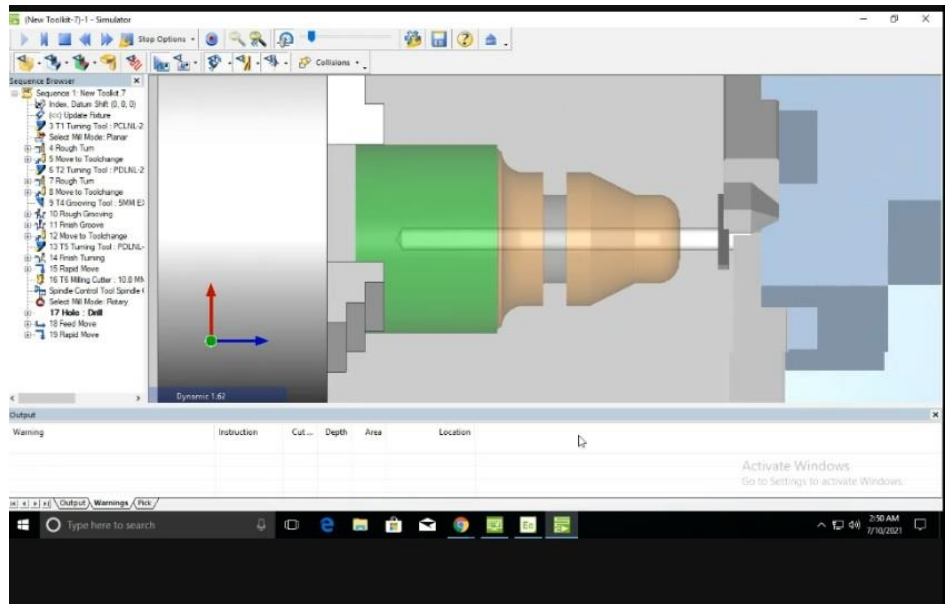 (New Toolkit-7)-1 - Simulator
Stop Options
Collisions
Sequence Browser
Sequence 1: New Toolkit.7
Index, Datum Shift (0, 0, 0)
(cc) Update Fixture
3 T1 Turning Tool : PCLNL-2
Select Mill Mode: Planar
4 Rough Turn
5 Move to Toolchange
6 T2 Turning Tool : PDLNL-2
7 Rough Turn
8 Move to Toolchange
9 T4 Grooving Tool : 5MM E
10 Rough Grooving
11 Finish Groove
12 Move to Toolchange
13 T5 Turning Tool : PDLNL-
14 Finish Turning
15 Rapid Move
16 T6 Milling Cutter : 10.0 M
Spindle Control Tool Spindle
Select Mill Mode: Rotary
17 Hole : Drill
18 Feed Move
19 Rapid Move
Dynamic 1.62
Output
Warning Instruction Cut ... Depth Area Location
Activate Windows
Go to Settings to activate Windows.
Output Warnings Pick
Type here to search
En
2:50 AM
7/10/2021